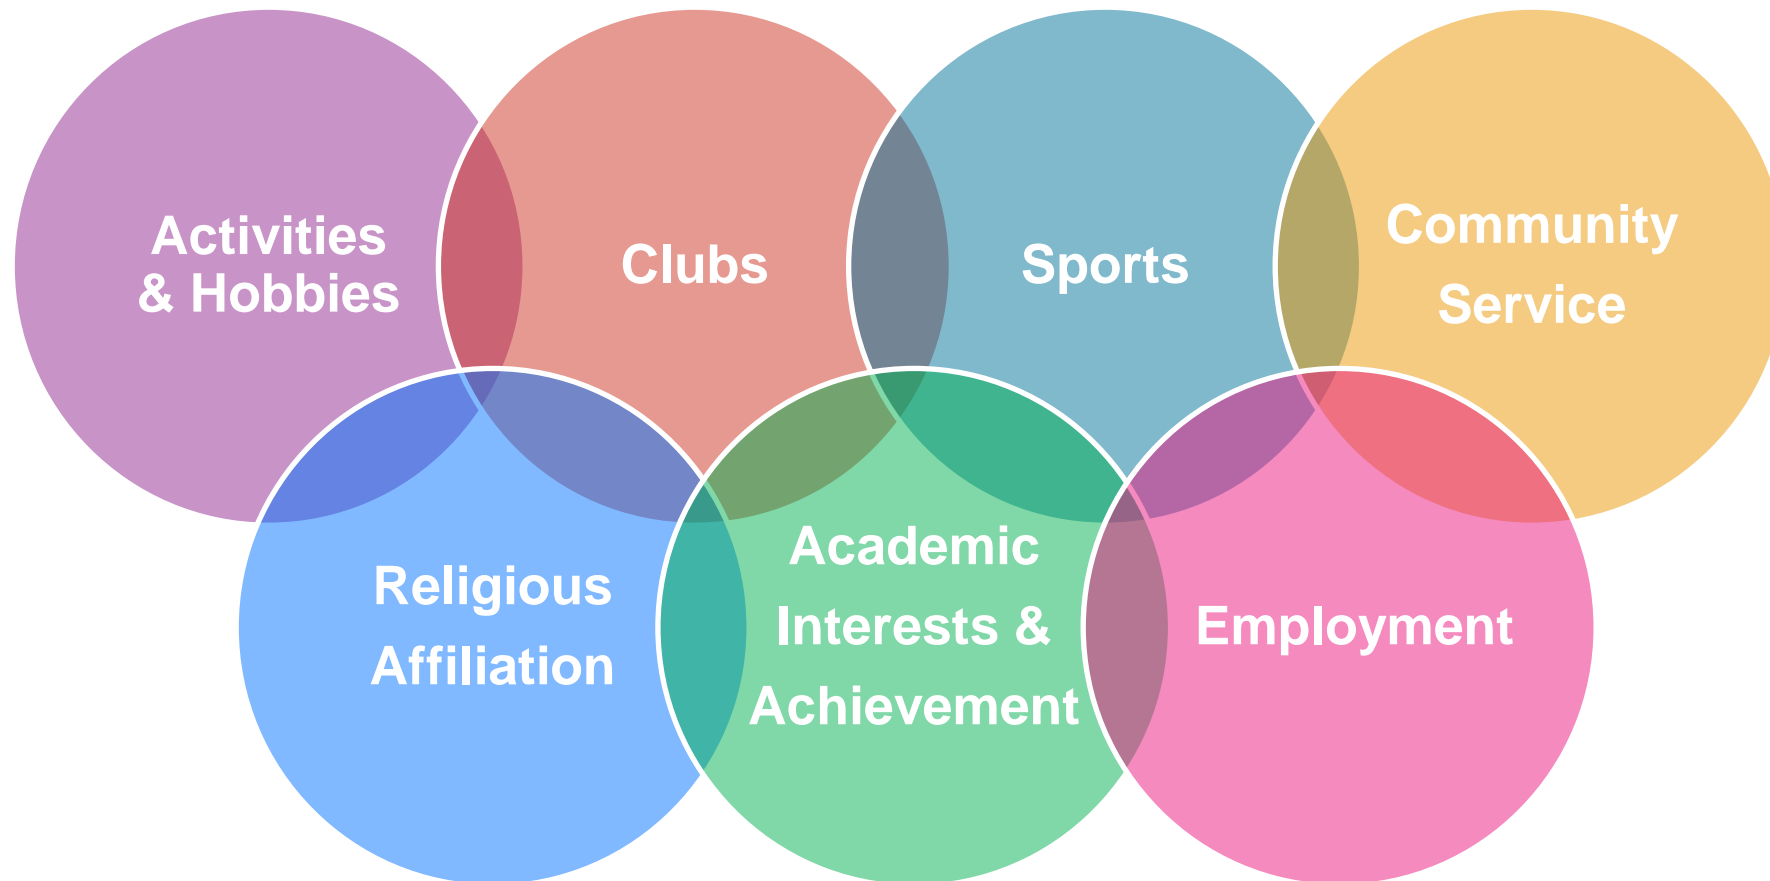 Activities
& Hobbies
Clubs
Sports
Community
Service
Religious
Affiliation
Academic
Interests &
Achievement
Employment